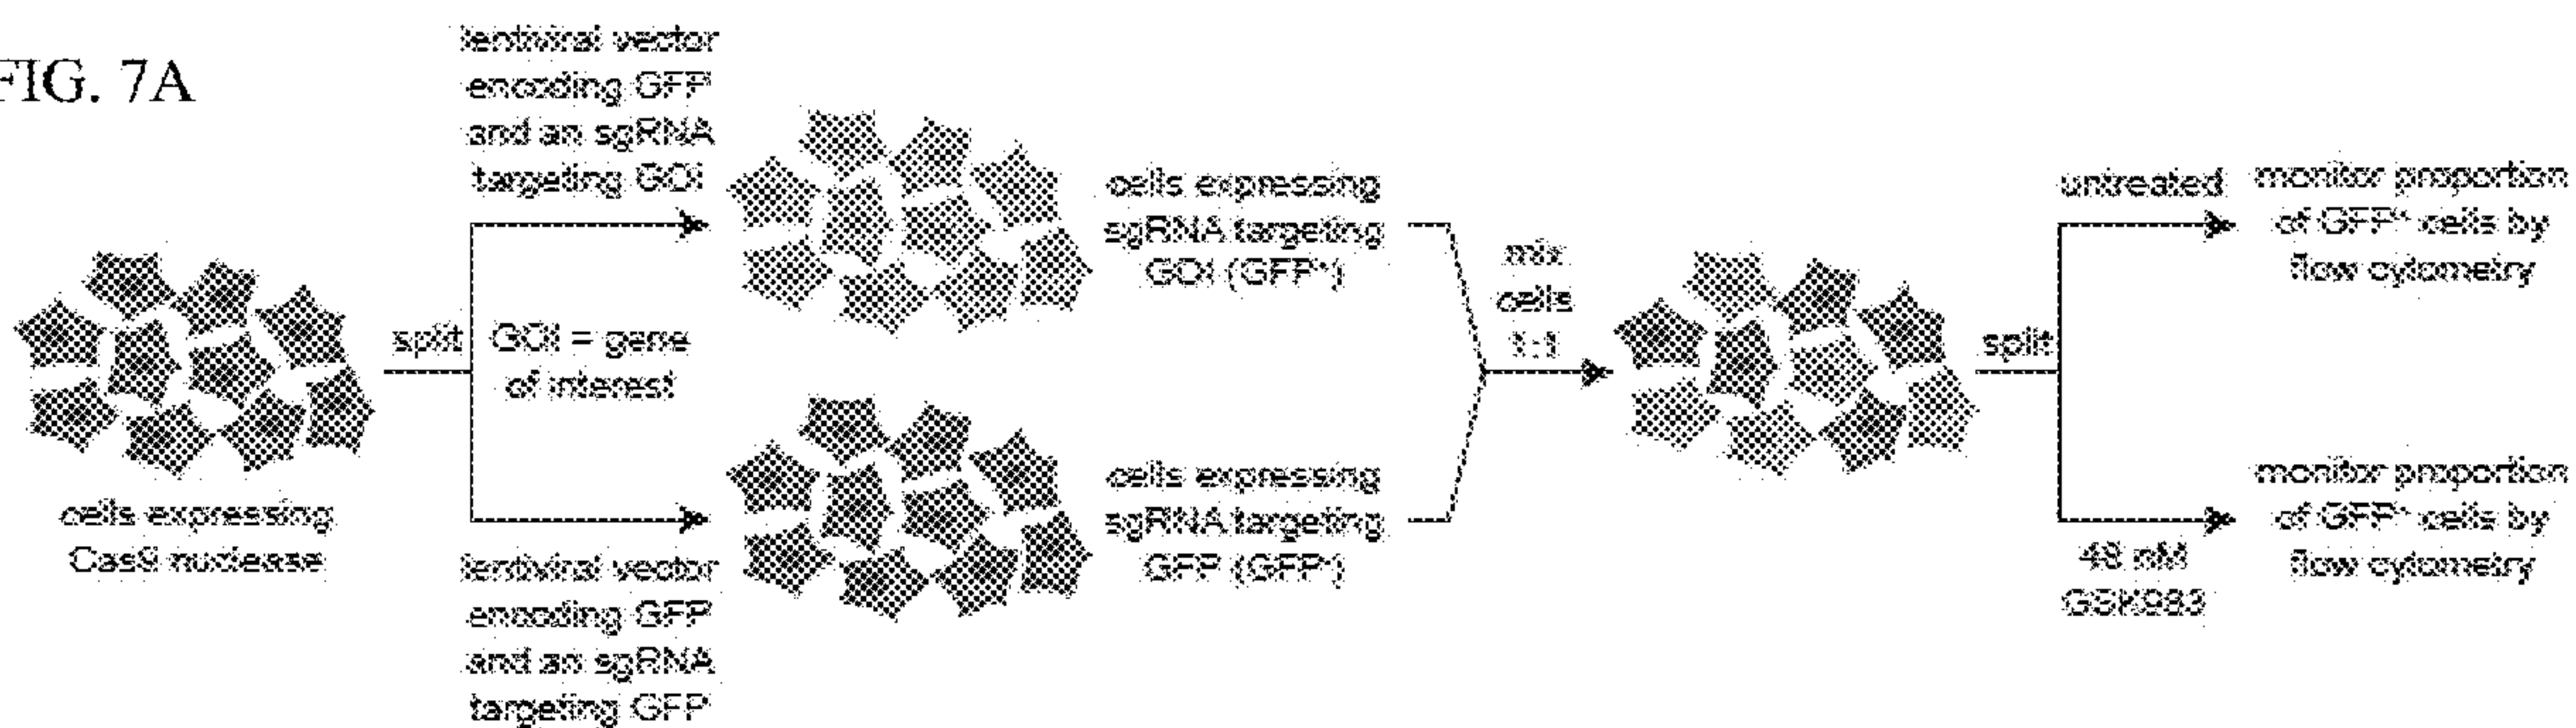 FIG. 7A
lentiviral vector
encoding GFP
and an sgRNA
targeting GOI
cells expressing
Cas9 nuclease
split
GOI = gene
of interest
lentiviral vector
encoding GFP
and an sgRNA
targeting GFP
cells expressing
sgRNA targeting
GOI (GFP⁺)
cells expressing
sgRNA targeting
GFP (GFP⁻)
mix
cells
1:1
split
untreated
monitor proportion
of GFP⁺ cells by
flow cytometry
48 nM
GSK983
monitor proportion
of GFP⁺ cells by
flow cytometry